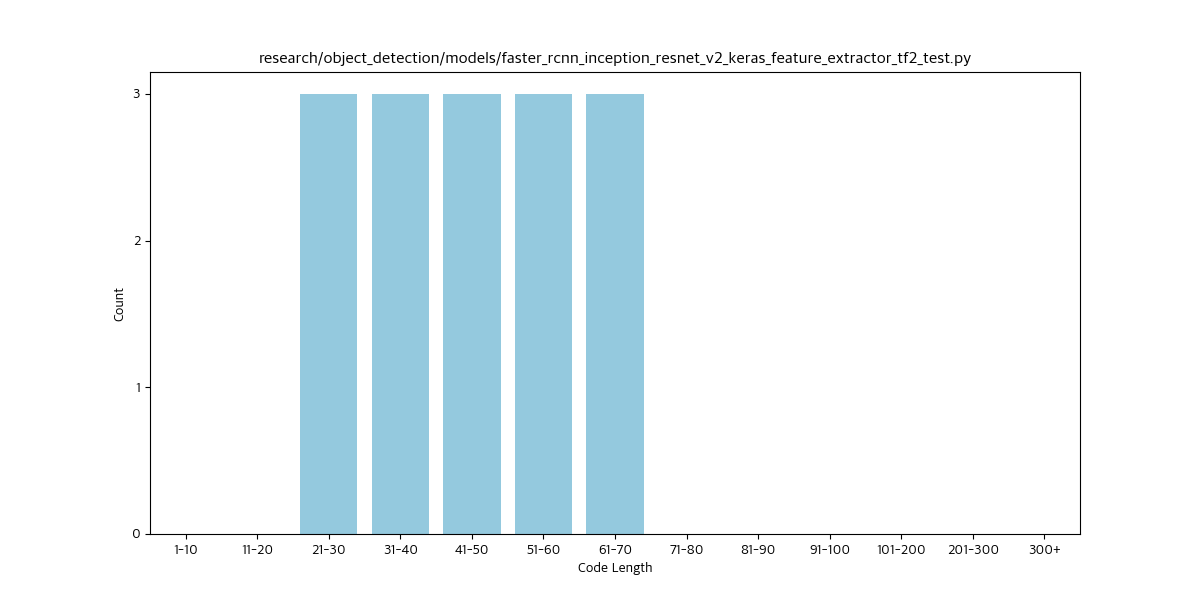 research/object_detection/models/faster_rcnn_inception_resnet_v2_keras_feature_extractor_tf2_test.py
3
2
1
0
Count
1-10 11-20 21-30 31-40 41-50 51-60 61-70 71-80 81-90 91-100 101-200 201-300 300+
Code Length